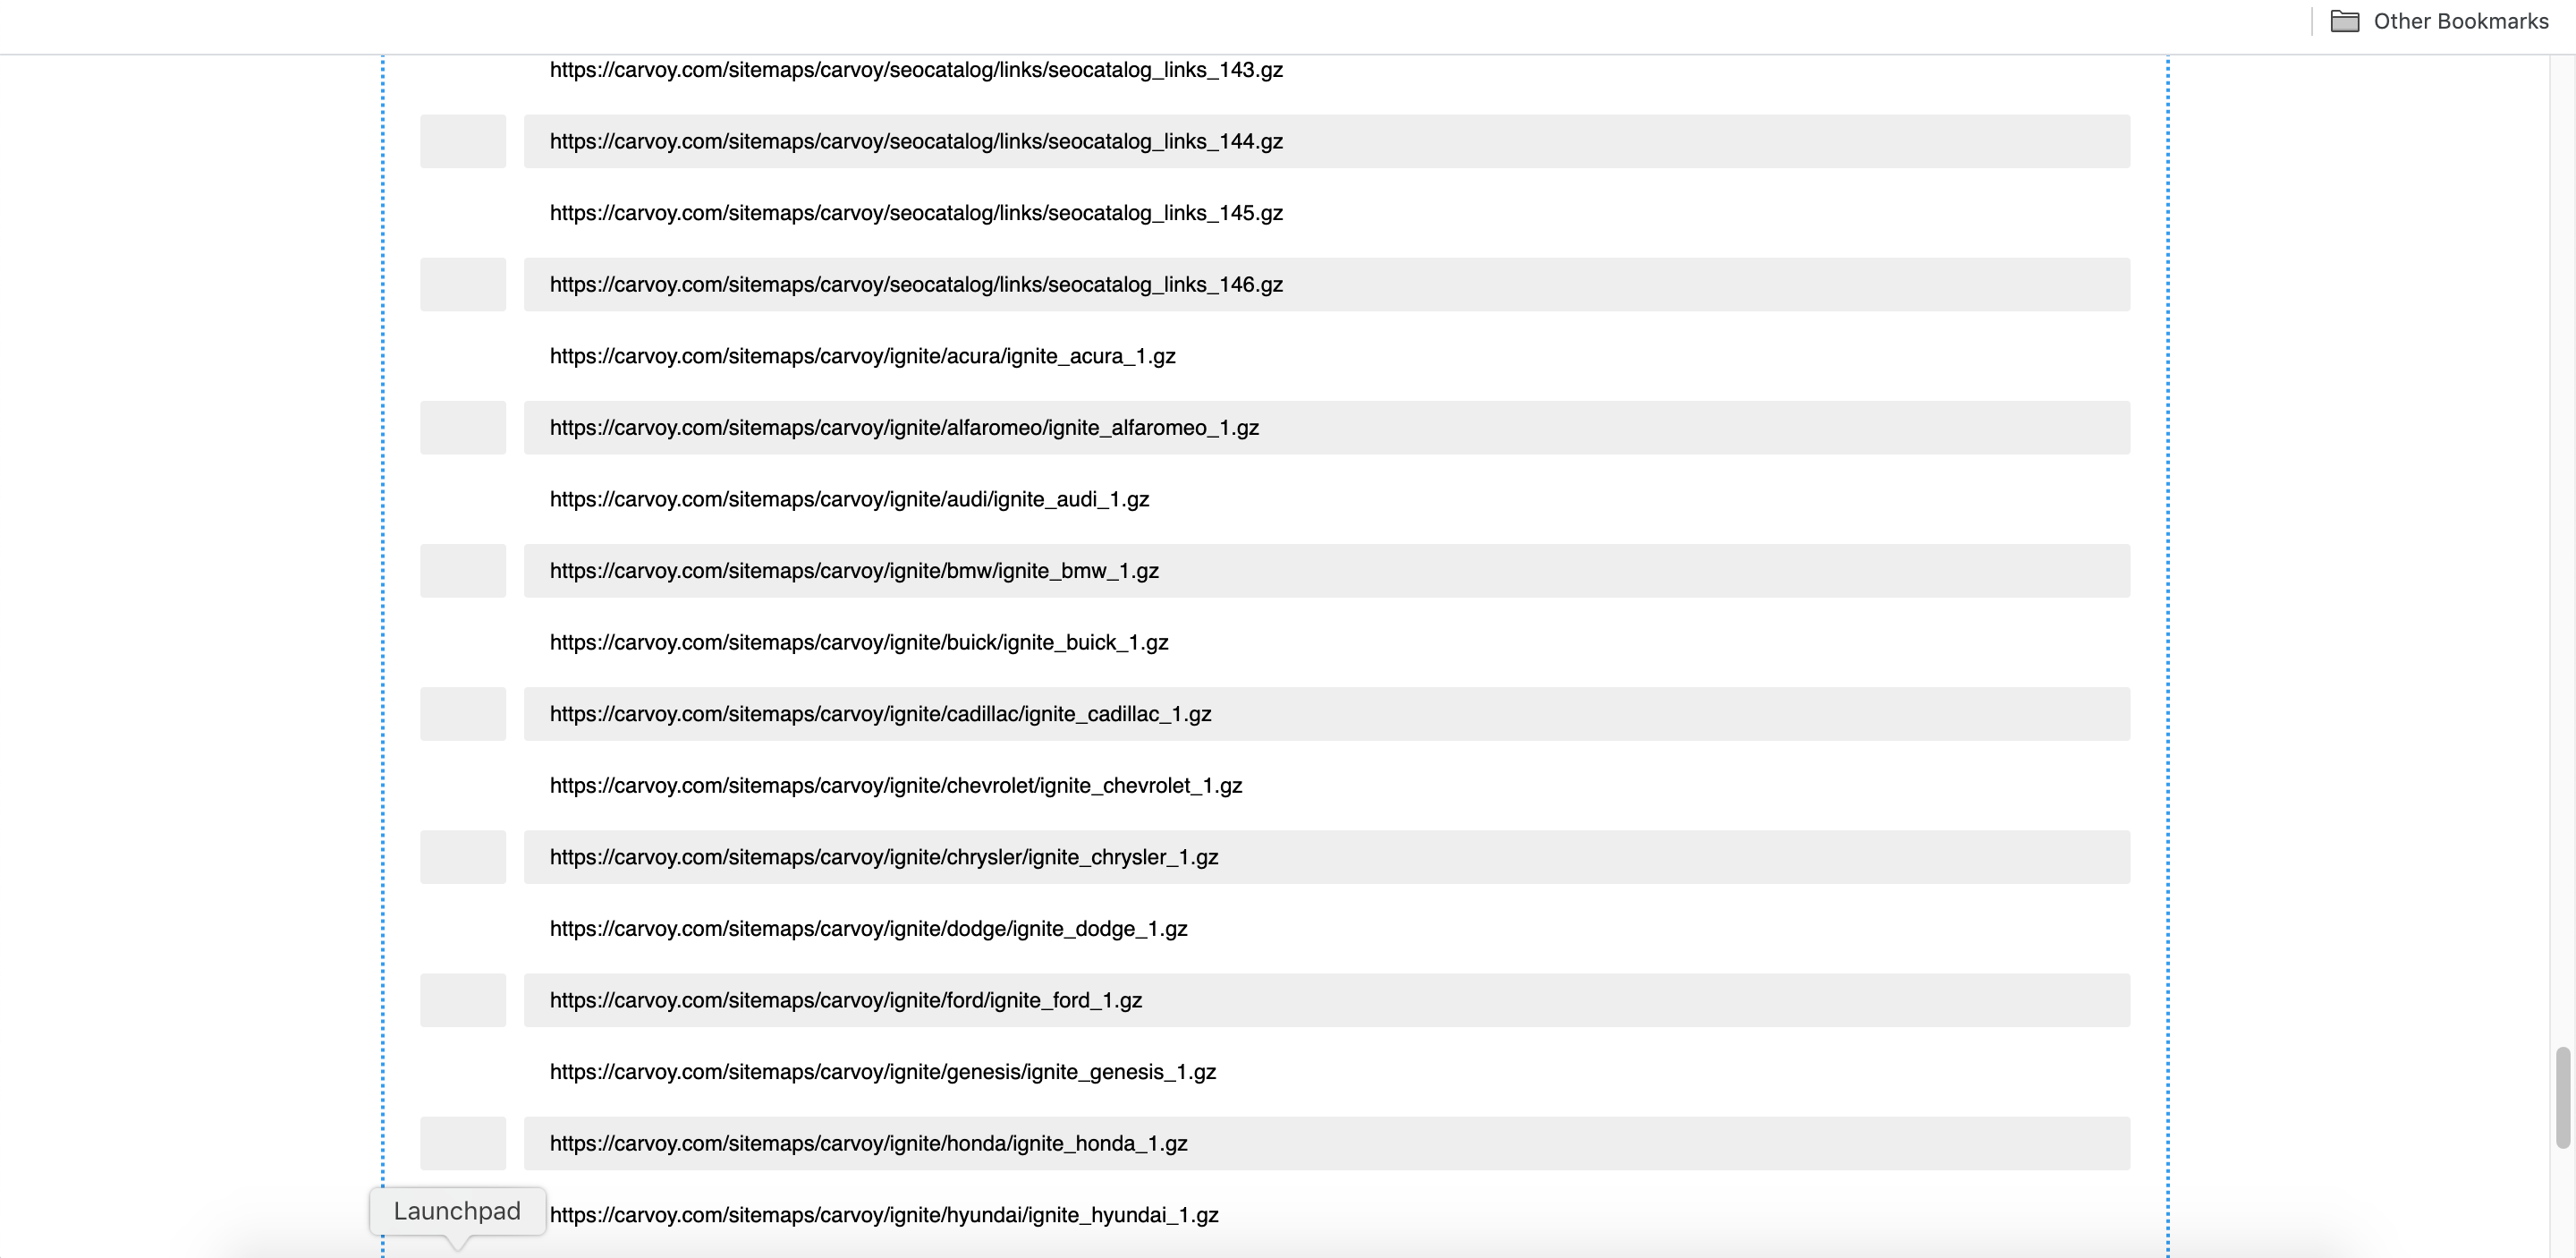 Other Bookmarks
https://carvoy.com/sitemaps/carvoy/seocatalog/links/seocatalog_links_143.gz
https://carvoy.com/sitemaps/carvoy/seocatalog/links/seocatalog_links_144.gz
https://carvoy.com/sitemaps/carvoy/seocatalog/links/seocatalog_links_145.gz
https://carvoy.com/sitemaps/carvoy/seocatalog/links/seocatalog_links_146.gz
https://carvoy.com/sitemaps/carvoy/ignite/acura/ignite_acura_1.gz
https://carvoy.com/sitemaps/carvoy/ignite/alfaromeo/ignite_alfaromeo_1.gz
https://carvoy.com/sitemaps/carvoy/ignite/audi/ignite_audi_1.gz
https://carvoy.com/sitemaps/carvoy/ignite/bmw/ignite_bmw_1.gz
https://carvoy.com/sitemaps/carvoy/ignite/buick/ignite_buick_1.gz
https://carvoy.com/sitemaps/carvoy/ignite/cadillac/ignite_cadillac_1.gz
https://carvoy.com/sitemaps/carvoy/ignite/chevrolet/ignite_chevrolet_1.gz
https://carvoy.com/sitemaps/carvoy/ignite/chrysler/ignite_chrysler_1.gz
https://carvoy.com/sitemaps/carvoy/ignite/dodge/ignite_dodge_1.gz
https://carvoy.com/sitemaps/carvoy/ignite/ford/ignite_ford_1.gz
https://carvoy.com/sitemaps/carvoy/ignite/genesis/ignite_genesis_1.gz
https://carvoy.com/sitemaps/carvoy/ignite/honda/ignite_honda_1.gz
Launchpad
https://carvoy.com/sitemaps/carvoy/ignite/hyundai/ignite_hyundai_1.gz